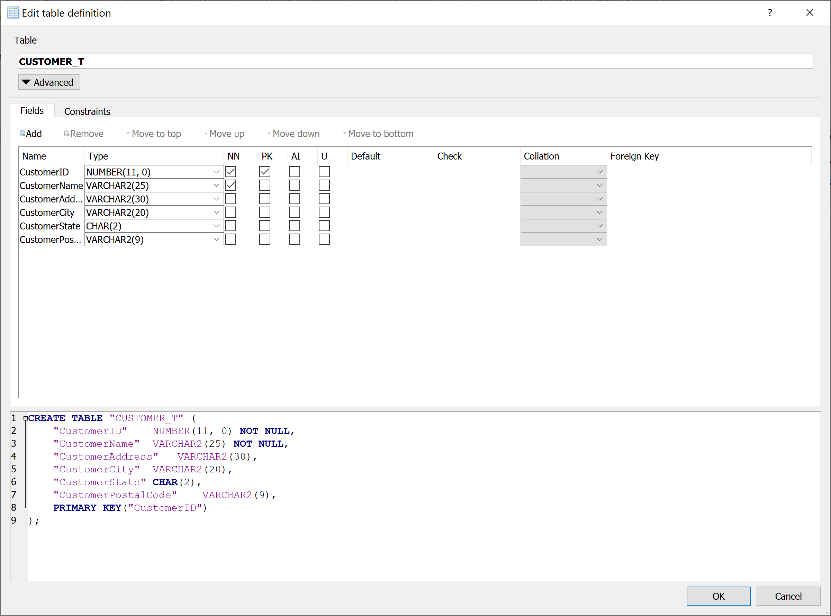 Edit table definition ? ×
Table
CUSTOMER_T
Advanced
Fields Constraints
Add Remove Move to top Move up Move down Move to bottom
Name Type NN PK AI U Default Check Collation Foreign Key
CustomerID NUMBER(11, 0)
CustomerName VARCHAR2(25)
CustomerAdd... VARCHAR2(30)
CustomerCity VARCHAR2(20)
CustomerState CHAR(2)
CustomerPos... VARCHAR2(9)
1 CREATE TABLE "CUSTOMER_T" (
2 "CustomerID" NUMBER(11, 0) NOT NULL,
3 "CustomerName" VARCHAR2(25) NOT NULL,
4 "CustomerAddress" VARCHAR2(30),
5 "CustomerCity" VARCHAR2(20),
6 "CustomerState" CHAR(2),
7 "CustomerPostalCode" VARCHAR2(9),
8 PRIMARY KEY("CustomerID")
9 );
OK Cancel